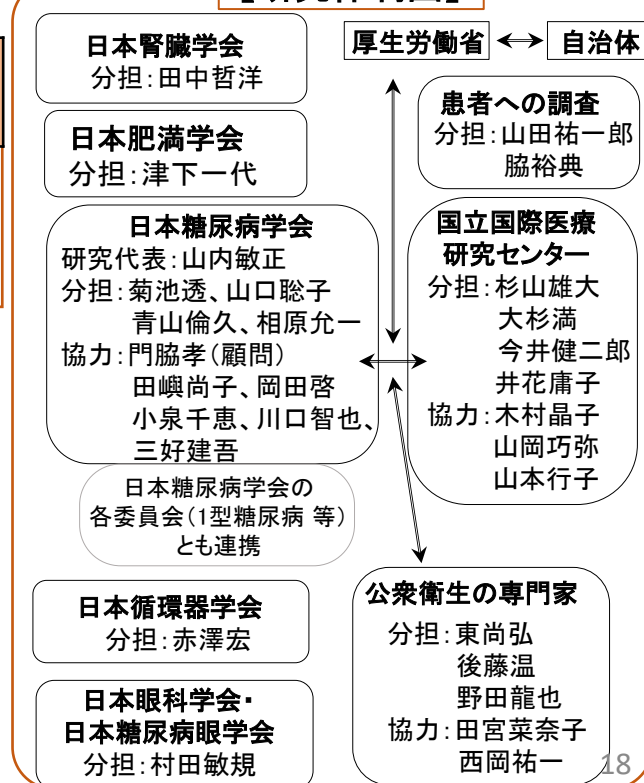 日本腎臓学会
分担:田中哲洋
日本肥満学会
分担:津下一代
日本糖尿病学会
研究代表:山内敏正
分担:菊池透、山口聡子
青山倫久、相原允一
協力:門脇孝(顧問)
田嶼尚子、岡田啓
小泉千恵、川口智也、
三好建吾
日本糖尿病学会の
各委員会(1型糖尿病 等)
とも連携
日本循環器学会
分担:赤澤宏
日本眼科学会・
日本糖尿病眼学会
分担:村田敏規
厚生労働省 ⟷ 自治体
患者への調査
分担:山田祐一郎
脇裕典
国立国際医療
研究センター
分担:杉山雄大
大杉満
今井健二郎
井花庸子
協力:木村晶子
山岡巧弥
山本行子
公衆衛生の専門家
分担:東尚弘
後藤温
野田龍也
協力:田宮菜奈子
西岡祐一
18